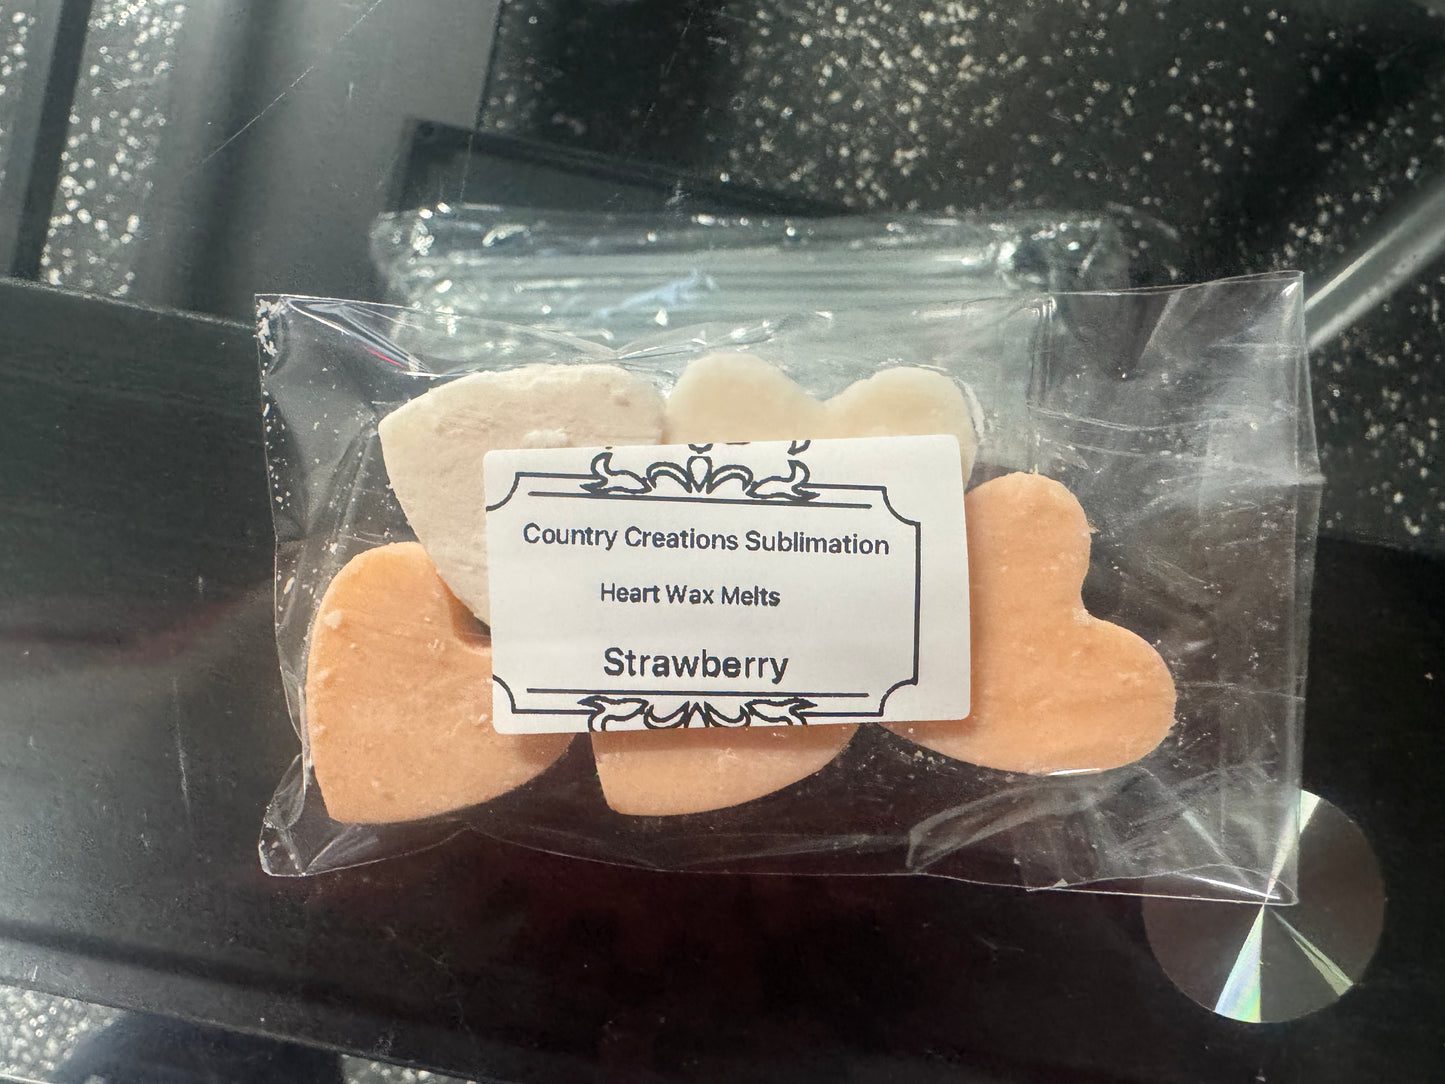 Country Creations Sublimation
Heart Wax Melts
Strawberry